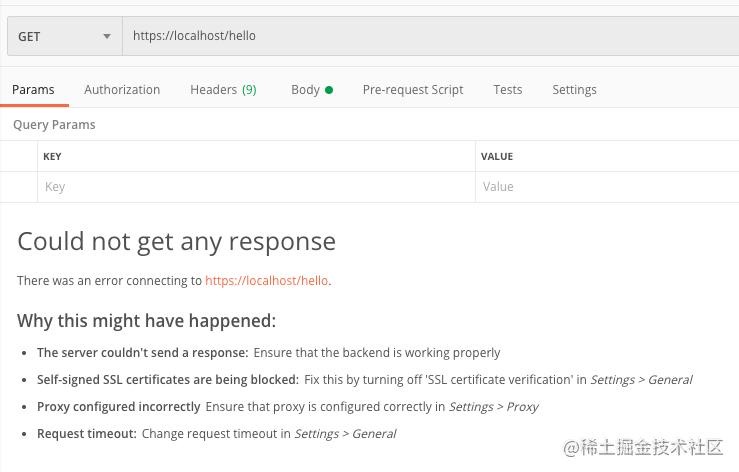 GET https://localhost/hello
Params Authorization Headers (9) Body Pre-request Script Tests Settings
Query Params
KEY VALUE
Key Value
Could not get any response
There was an error connecting to https://localhost/hello.
Why this might have happened:
• The server couldn't send a response: Ensure that the backend is working properly
• Self-signed SSL certificates are being blocked: Fix this by turning off 'SSL certificate verification' in Settings > General
• Proxy configured incorrectly Ensure that proxy is configured correctly in Settings > Proxy
• Request timeout: Change request timeout in Settings > General
@稀土掘金技术社区